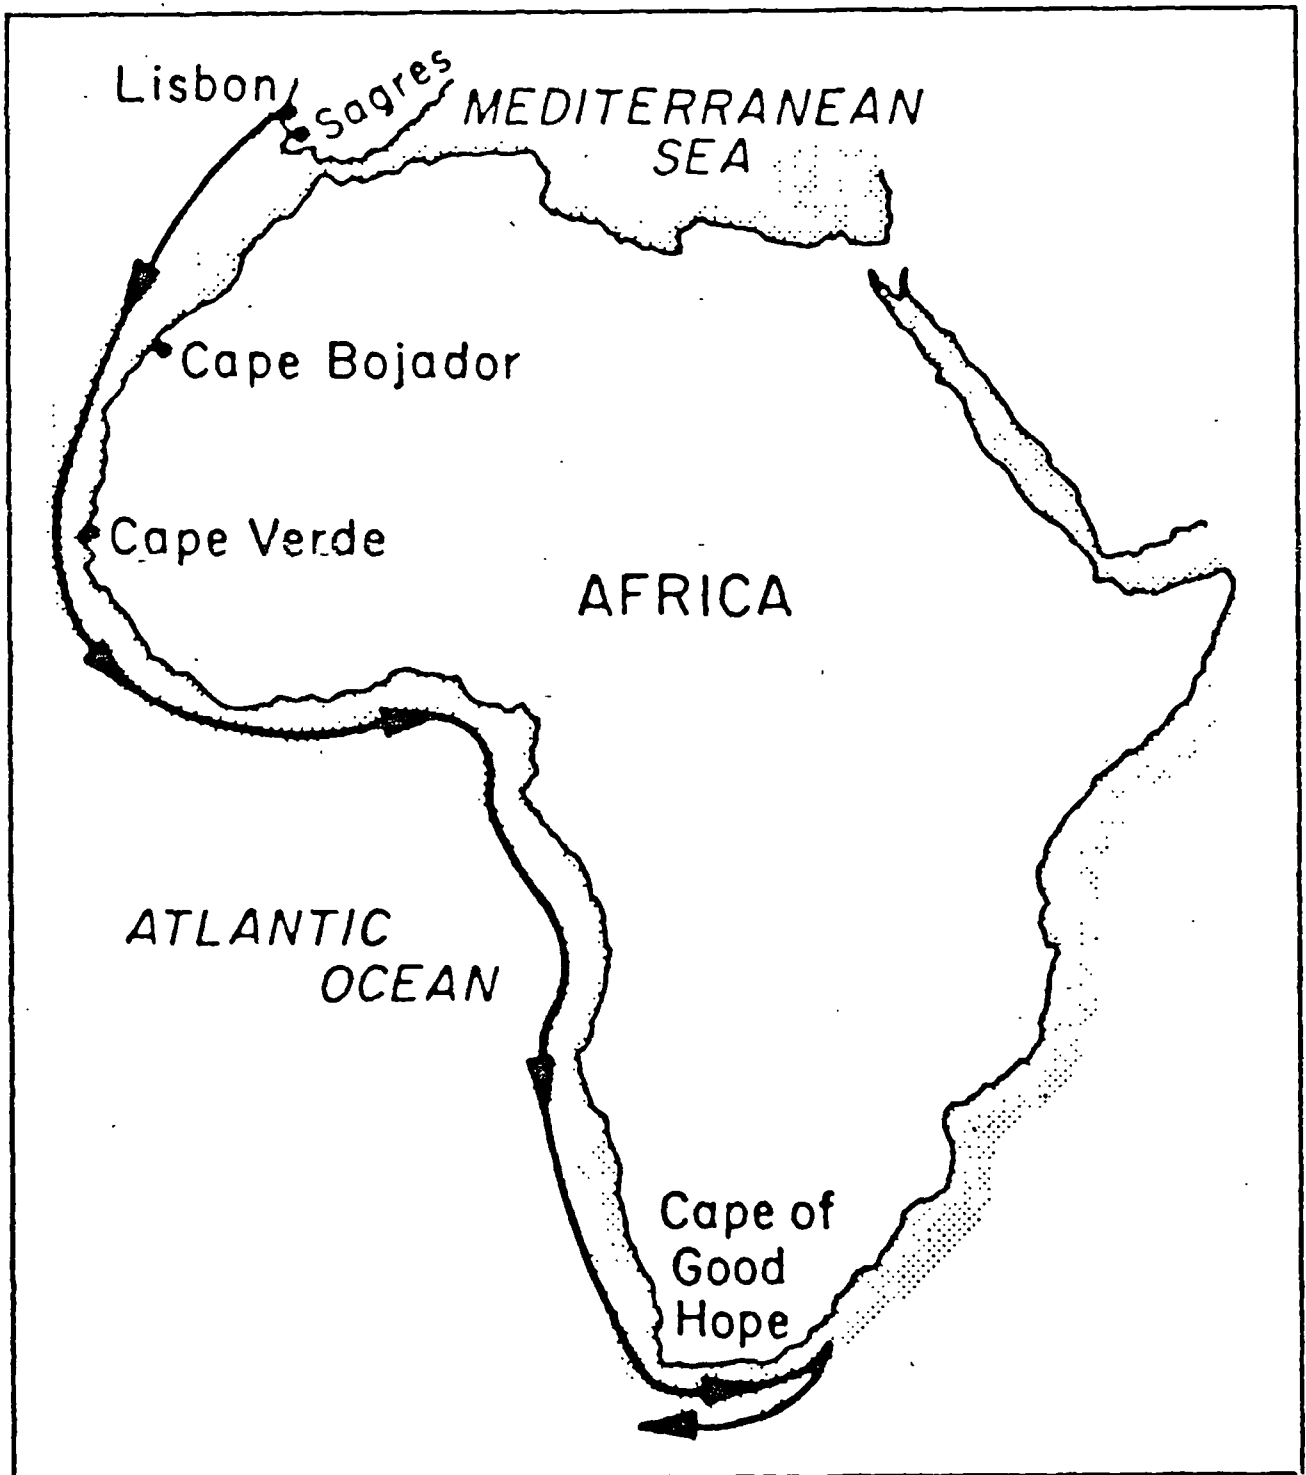 Lisbon
Sagres
MEDITERRANEAN
SEA
Cape Bojador
Cape Verde
AFRICA
ATLANTIC
OCEAN
Cape of
Good
Hope